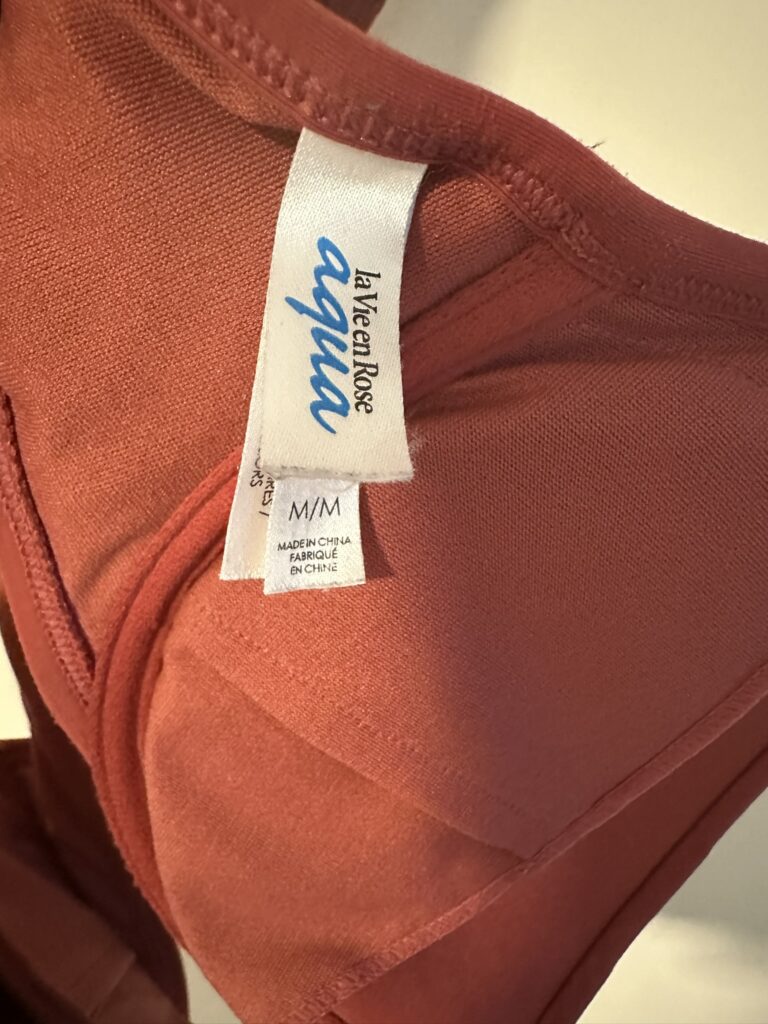 la Vie en Rose
aqua
M/M
MADE IN CHINA
FABRIQUÉ
EN CHINE